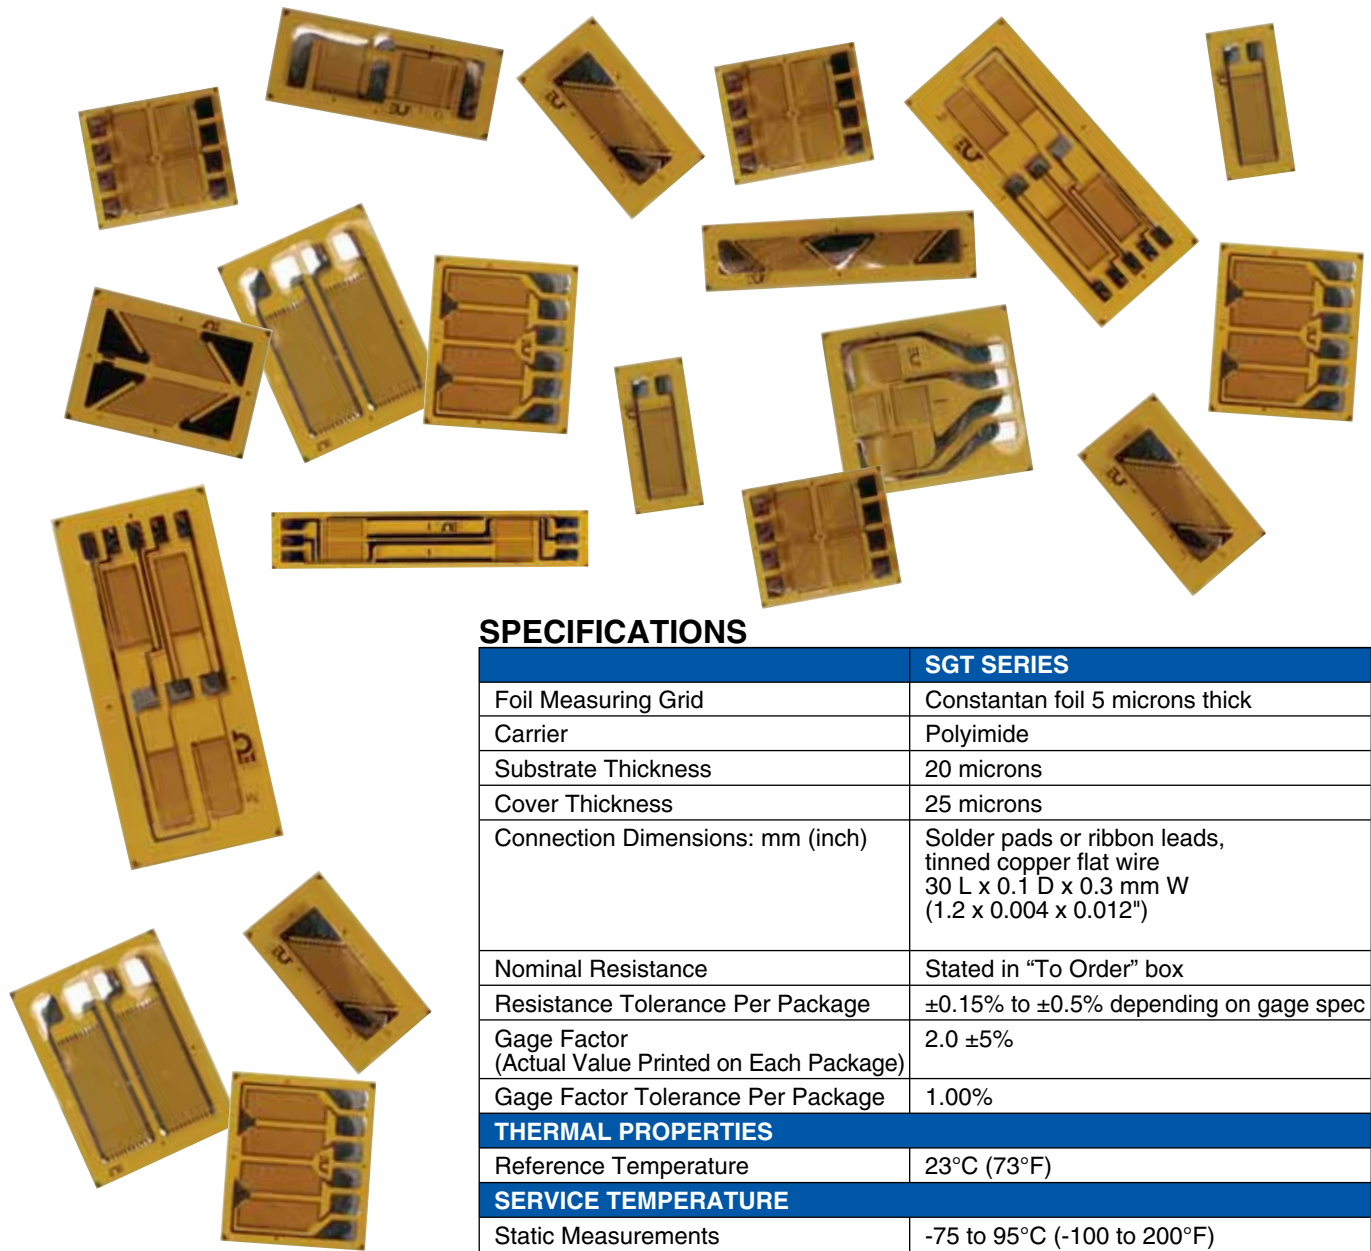 SPECIFICATIONS
SGT SERIES
Foil Measuring Grid
Constantan foil 5 microns thick
Carrier
Polyimide
Substrate Thickness
20 microns
Cover Thickness
25 microns
Connection Dimensions: mm (inch)
Solder pads or ribbon leads,
tinned copper flat wire
30 L x 0.1 D x 0.3 mm W
(1.2 x 0.004 x 0.012")
Nominal Resistance
Stated in “To Order” box
Resistance Tolerance Per Package
±0.15% to ±0.5% depending on gage spec
Gage Factor
(Actual Value Printed on Each Package)
2.0 ±5%
Gage Factor Tolerance Per Package
1.00%
THERMAL PROPERTIES
Reference Temperature
23°C (73°F)
SERVICE TEMPERATURE
Static Measurements
-75 to 95°C (-100 to 200°F)